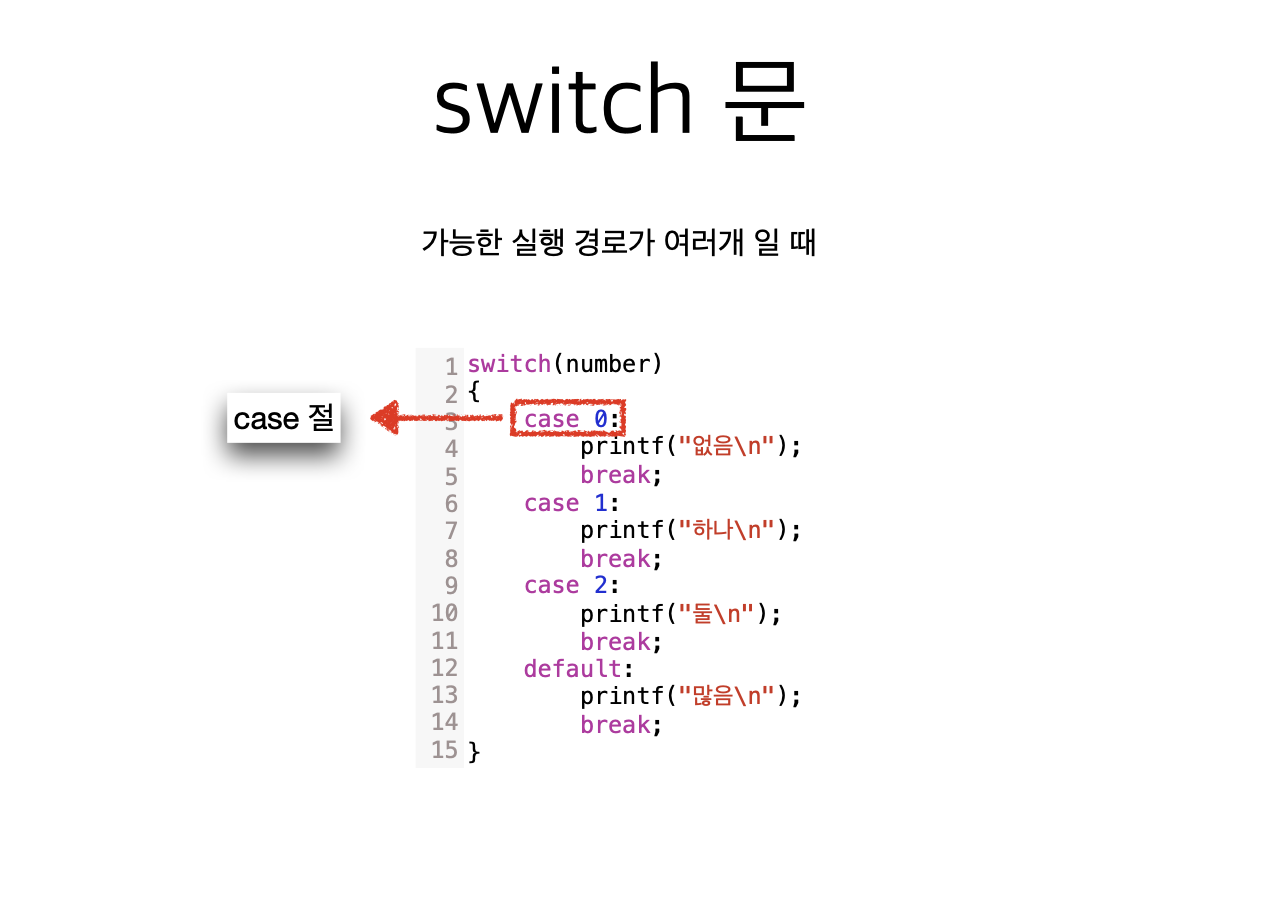 switch 문
가능한 실행 경로가 여러개 일 때
case 절
1 switch(number)
2 {
3     case 0:
4         printf("없음\n");
5         break;
6     case 1:
7         printf("하나\n");
8         break;
9     case 2:
10         printf("둘\n");
11         break;
12     default:
13         printf("많음\n");
14         break;
15 }